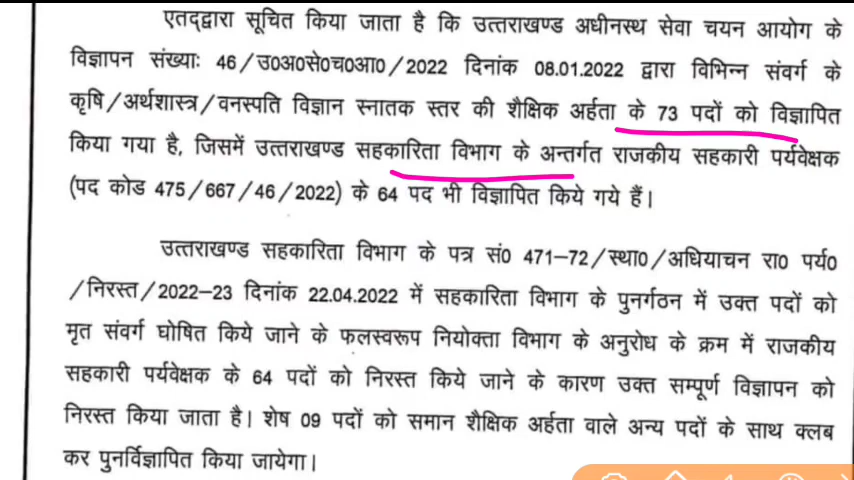 एतद्द्वारा सूचित किया जाता है कि उत्तराखण्ड अधीनस्थ सेवा चयन आयोग के
विज्ञापन संख्याः 46/उ0अ0से0च0आ0/2022 दिनांक 08.01.2022 द्वारा विभिन्न संवर्ग के
कृषि/अर्थशास्त्र/वनस्पति विज्ञान स्नातक स्तर की शैक्षिक अर्हता के 73 पदों को विज्ञापित
किया गया है, जिसमें उत्तराखण्ड सहकारिता विभाग के अन्तर्गत राजकीय सहकारी पर्यवेक्षक
(पद कोड 475/667/46/2022) के 64 पद भी विज्ञापित किये गये हैं।
उत्तराखण्ड सहकारिता विभाग के पत्र सं0 471–72/स्था0/अधियाचन रा0 पर्य0
/निरस्त/2022–23 दिनांक 22.04.2022 में सहकारिता विभाग के पुनर्गठन में उक्त पदों को
मृत संवर्ग घोषित किये जाने के फलस्वरूप नियोक्ता विभाग के अनुरोध के क्रम में राजकीय
सहकारी पर्यवेक्षक के 64 पदों को निरस्त किये जाने के कारण उक्त सम्पूर्ण विज्ञापन को
निरस्त किया जाता है। शेष 09 पदों को समान शैक्षिक अर्हता वाले अन्य पदों के साथ क्लब
कर पुनर्विज्ञापित किया जायेगा।